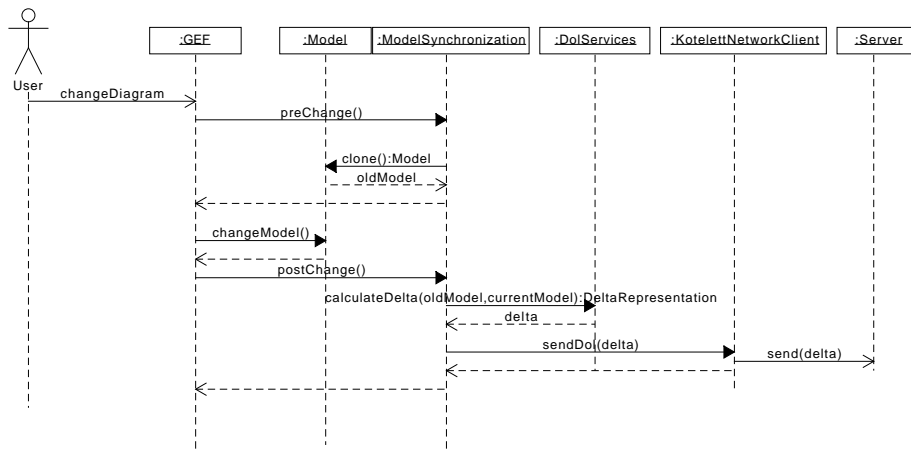 :GEF
:Model
:ModelSynchronization
:DolServices
:KotelettNetworkClient
:Server
User
changeDiagram
preChange()
clone():Model
oldModel
changeModel()
postChange()
calculateDelta(oldModel,currentModel):DeltaRepresentation
delta
sendDol(delta)
send(delta)